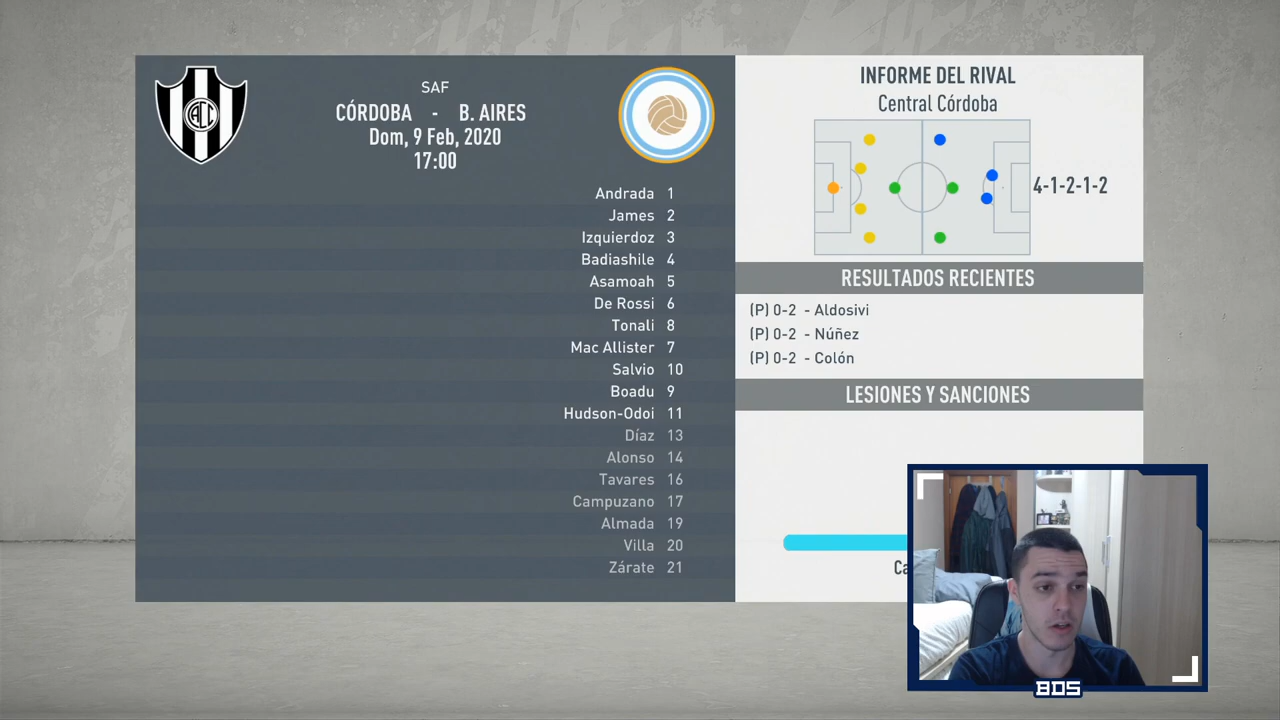 SAF
CÓRDOBA - B. AIRES
Dom, 9 Feb, 2020
17:00
Andrada 1
James 2
Izquierdoz 3
Badiashile 4
Asamoah 5
De Rossi 6
Tonali 8
Mac Allister 7
Salvio 10
Boadu 9
Hudson-Odoi 11
Díaz 13
Alonso 14
Tavares 16
Campuzano 17
Almada 19
Villa 20
Zárate 21
INFORME DEL RIVAL
Central Córdoba
4-1-2-1-2
RESULTADOS RECIENTES
(P) 0-2 - Aldosivi
(P) 0-2 - Núñez
(P) 0-2 - Colón
LESIONES Y SANCIONES
Ca
BDS